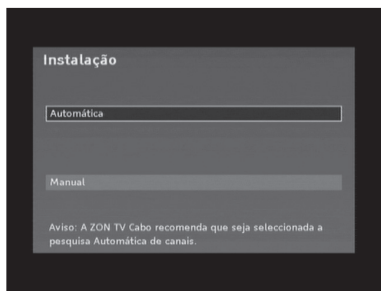 Instalação
Automática
Manual
Aviso: A ZON TV Cabo recomenda que seja seleccionada a
pesquisa Automática de canais.